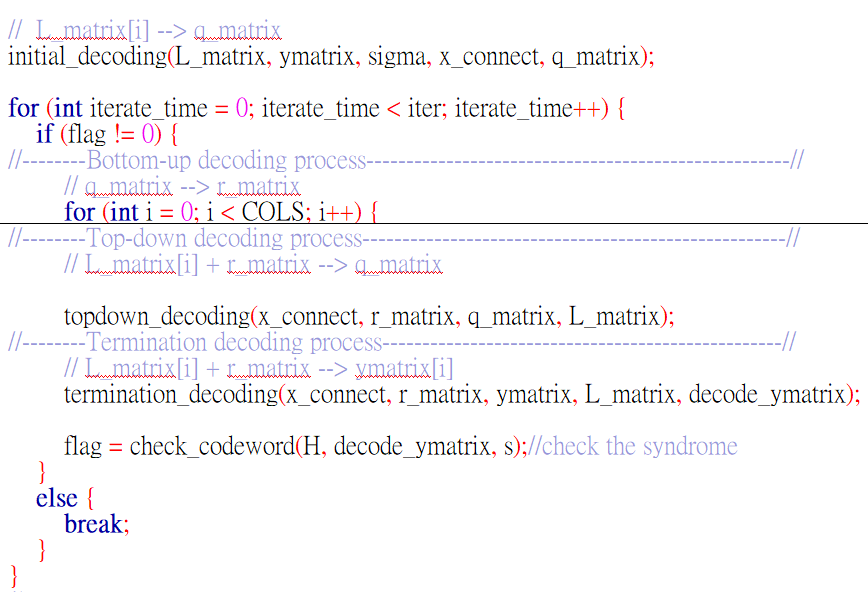 // L_matrix[i] --> q_matrix
initial_decoding(L_matrix, ymatrix, sigma, x_connect, q_matrix);
for (int iterate_time = 0; iterate_time < iter; iterate_time++) {
if (flag != 0) {
//--------Bottom-up decoding process-----------------------------------------------------//
// q_matrix --> r_matrix
for (int i = 0; i < COLS; i++) {
//--------Top-down decoding process-----------------------------------------------------//
// L_matrix[i] + r_matrix --> q_matrix
topdown_decoding(x_connect, r_matrix, q_matrix, L_matrix);
//--------Termination decoding process--------------------------------------------------//
// L_matrix[i] + r_matrix --> ymatrix[i]
termination_decoding(x_connect, r_matrix, ymatrix, L_matrix, decode_ymatrix);
flag = check_codeword(H, decode_ymatrix, s);//check the syndrome
}
else {
break;
}
}